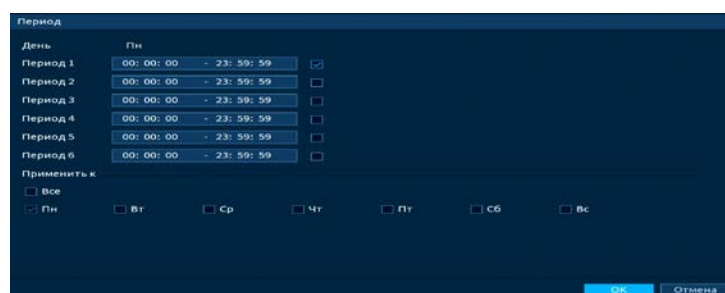 Период
День Пн
Период 1 00: 00: 00 - 23: 59: 59
Период 2 00: 00: 00 - 23: 59: 59
Период 3 00: 00: 00 - 23: 59: 59
Период 4 00: 00: 00 - 23: 59: 59
Период 5 00: 00: 00 - 23: 59: 59
Период 6 00: 00: 00 - 23: 59: 59
Применить к
Все
Пн Вт Ср Чт Пт Сб Вс
ОК Отмена